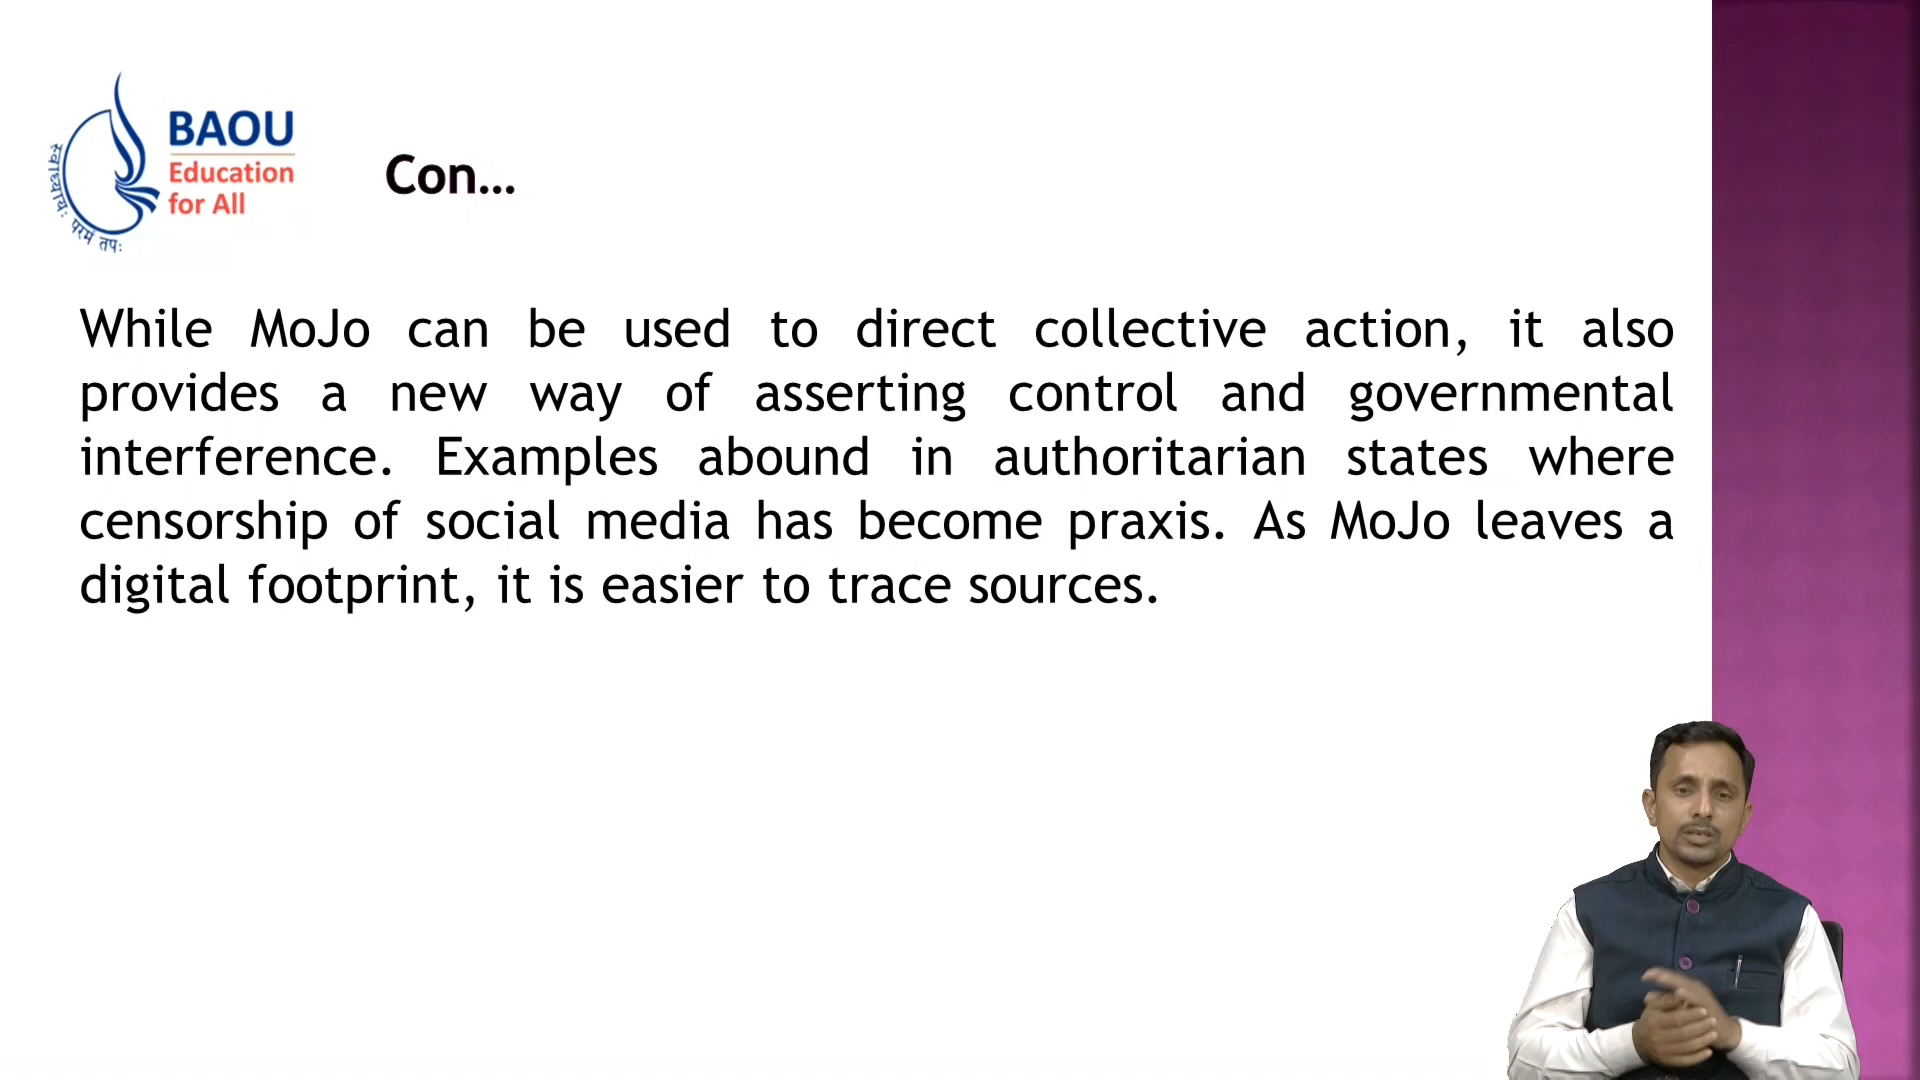 BAOU
Education
for All
स्वाध्यायः परमं तपः
Con...
While MoJo can be used to direct collective action, it also
provides a new way of asserting control and governmental
interference. Examples abound in authoritarian states where
censorship of social media has become praxis. As MoJo leaves a
digital footprint, it is easier to trace sources.